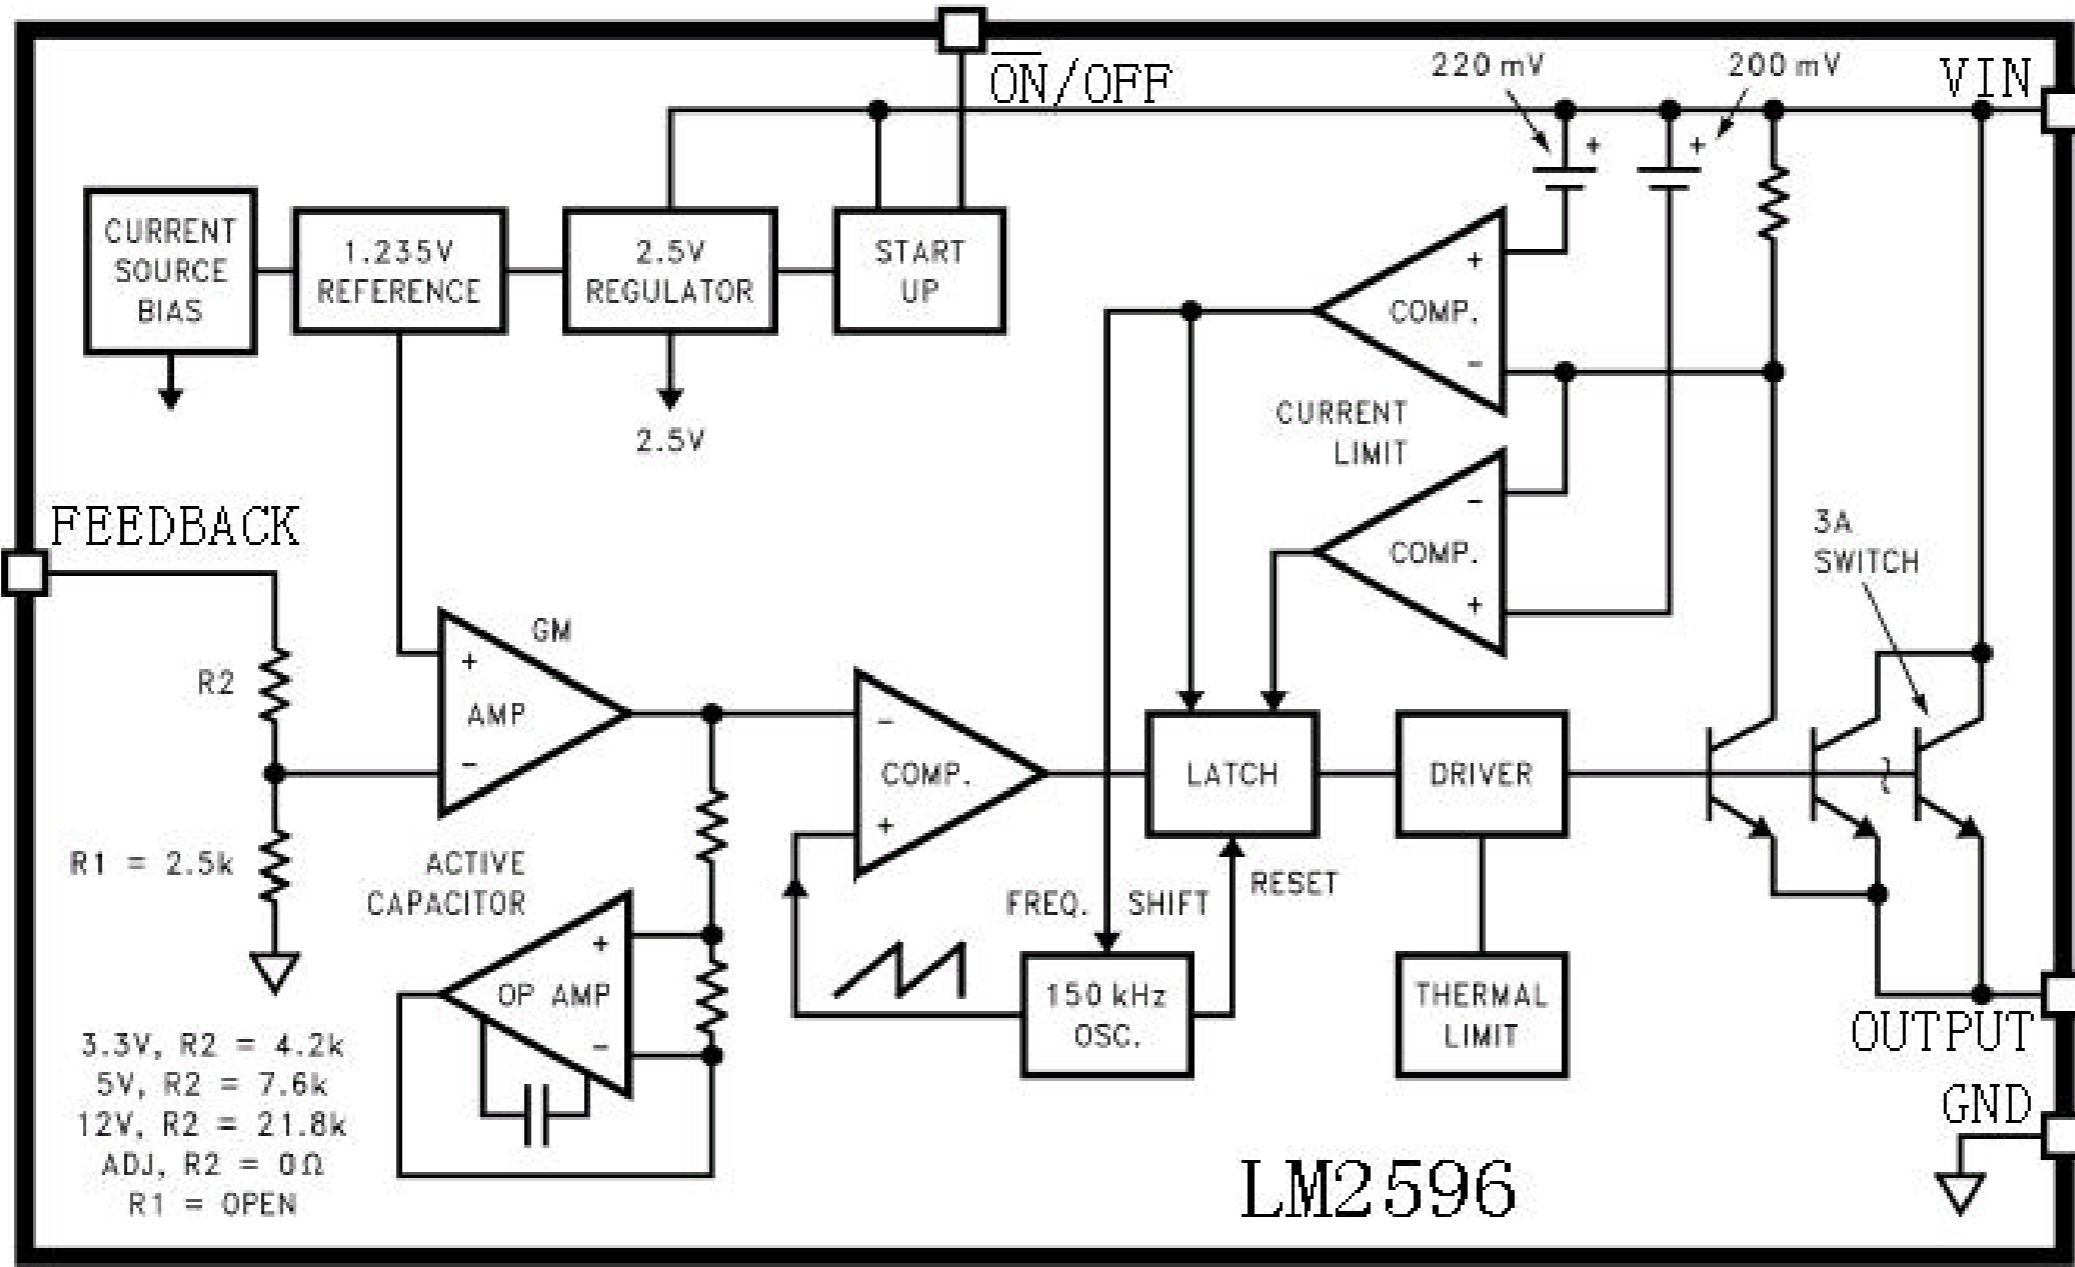 ON/OFF
220 mV
200 mV
VIN
CURRENT
SOURCE
BIAS
1.235V
REFERENCE
2.5V
REGULATOR
START
UP
+
+
+
COMP.
-
2.5V
CURRENT
LIMIT
-
COMP.
+
FEEDBACK
3A
SWITCH
GM
+
AMP
-
R2
-
COMP.
+
LATCH
DRIVER
R1 = 2.5k
ACTIVE
CAPACITOR
FREQ. SHIFT
RESET
+
OP AMP
-
150 kHz
OSC.
THERMAL
LIMIT
OUTPUT
3.3V, R2 = 4.2k
5V, R2 = 7.6k
12V, R2 = 21.8k
ADJ, R2 = 0Ω
R1 = OPEN
GND
LM2596